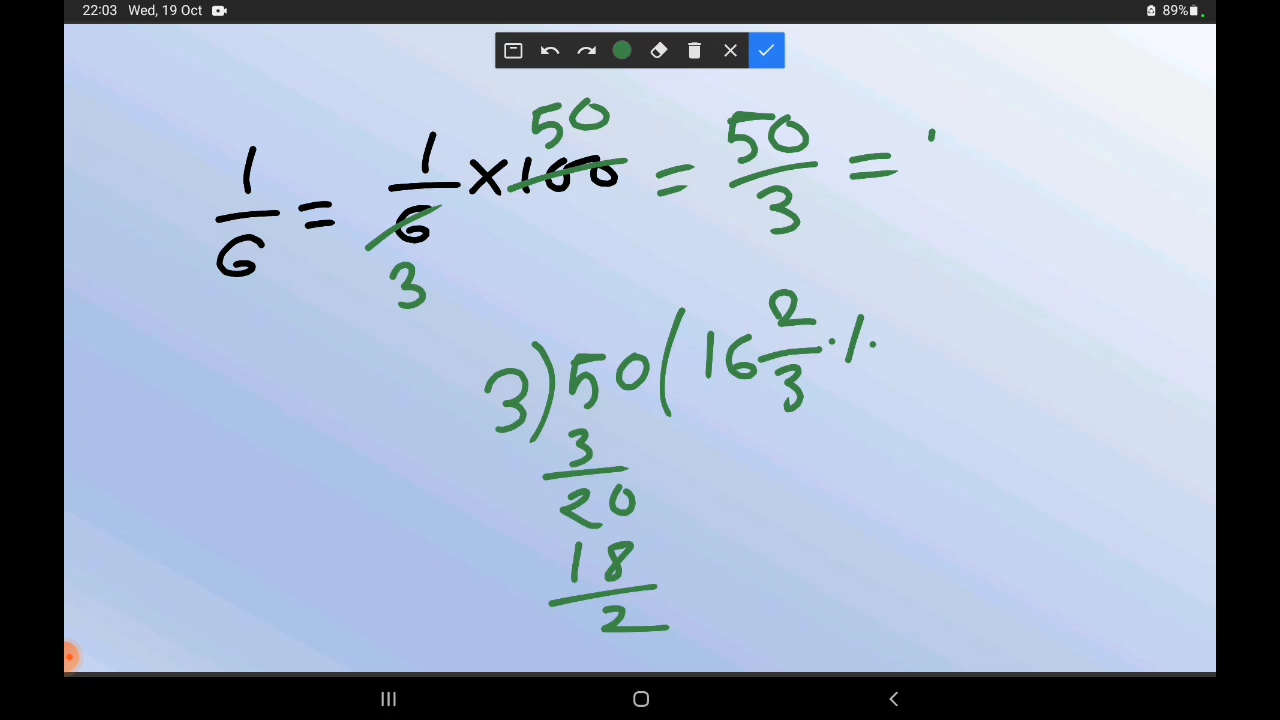 22:03 Wed, 19 Oct 89%
50
1/6 = 1/6 × 100 = 50/3 =
3
3) 50 ( 16 2/3 %
3
20
18
2